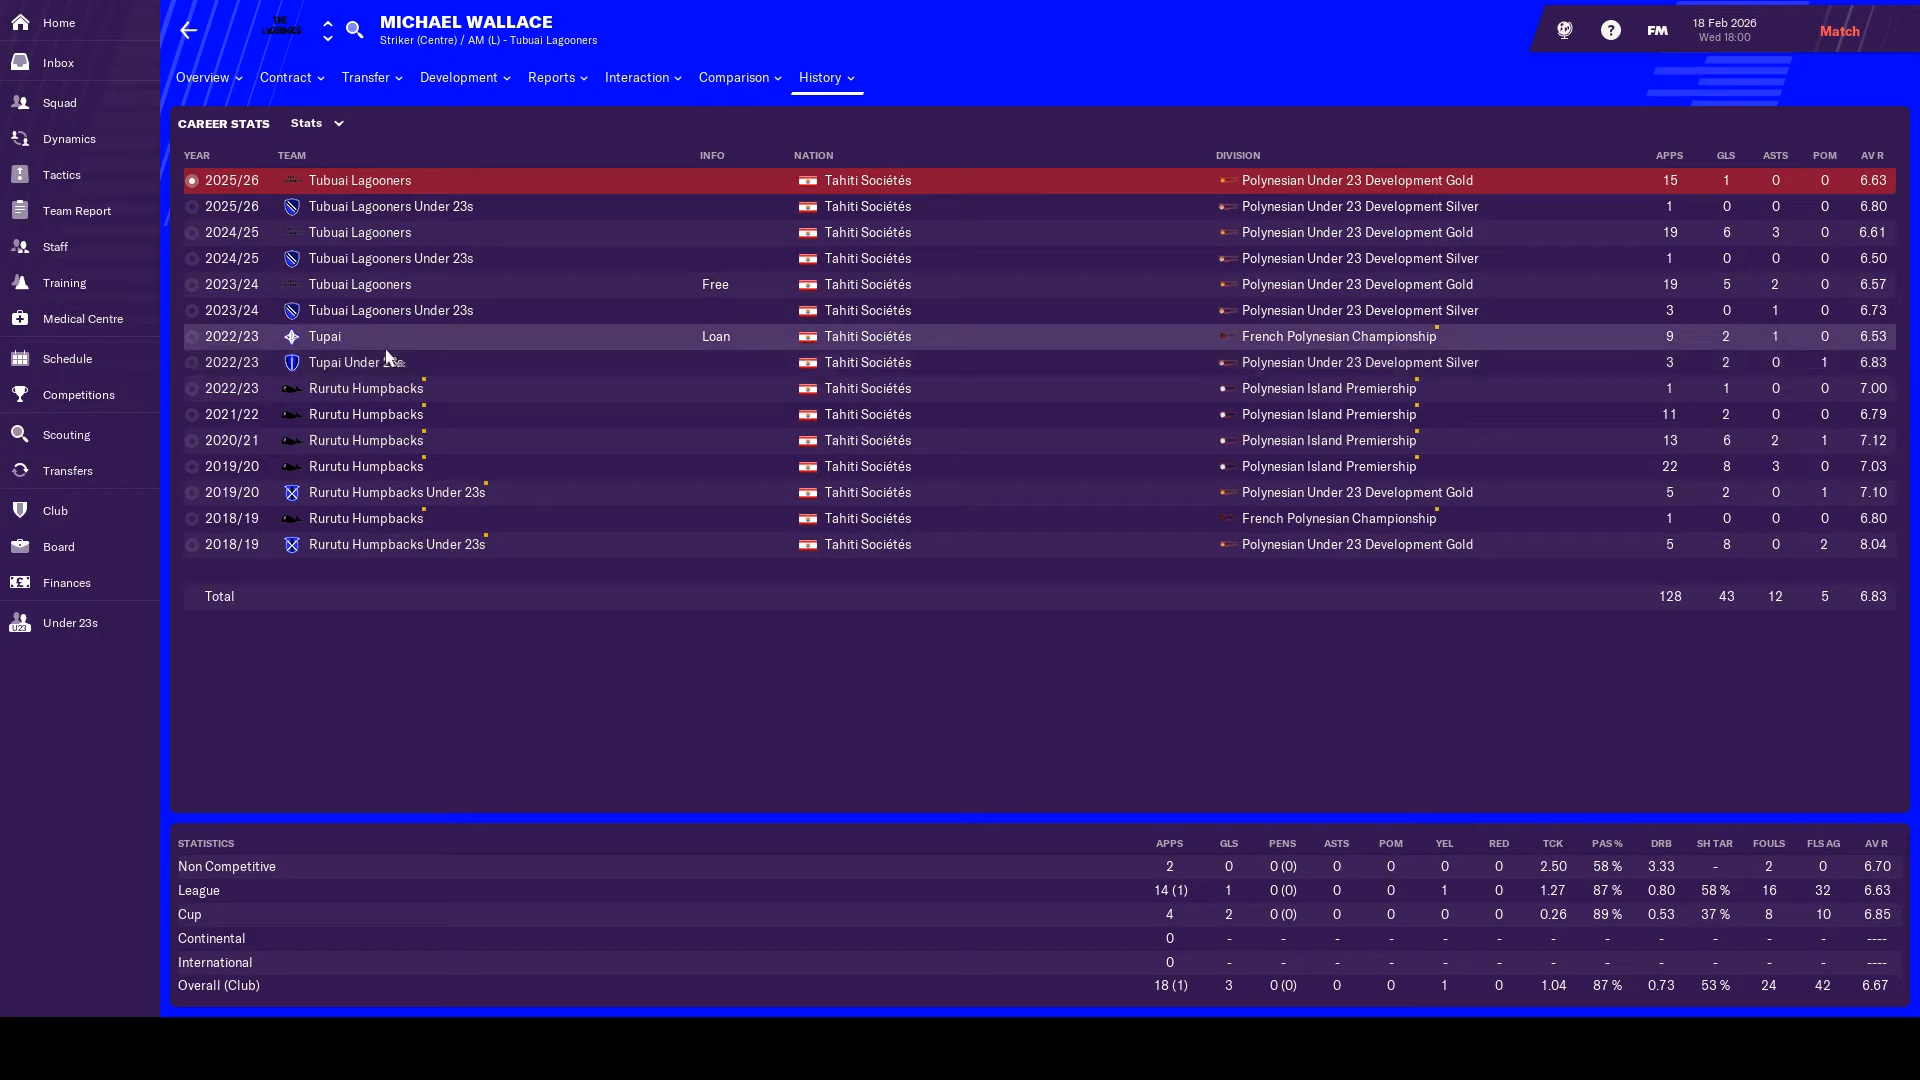 Home
Inbox
Squad
Dynamics
Tactics
Team Report
Staff
Training
Medical Centre
Schedule
Competitions
Scouting
Transfers
Club
Board
Finances
U23 Under 23s
THE LAGOONERS
MICHAEL WALLACE
Striker (Centre) / AM (L) - Tubuai Lagooners
? FM 18 Feb 2026 Match
Wed 18:00
Overview Contract Transfer Development Reports Interaction Comparison History
CAREER STATS Stats
YEAR TEAM INFO NATION DIVISION APPS GLS ASTS POM AV R
2025/26 Tubuai Lagooners Tahiti Sociétés Polynesian Under 23 Development Gold 15 1 0 0 6.63
2025/26 Tubuai Lagooners Under 23s Tahiti Sociétés Polynesian Under 23 Development Silver 1 0 0 0 6.80
2024/25 Tubuai Lagooners Tahiti Sociétés Polynesian Under 23 Development Gold 19 6 3 0 6.61
2024/25 Tubuai Lagooners Under 23s Tahiti Sociétés Polynesian Under 23 Development Silver 1 0 0 0 6.50
2023/24 Tubuai Lagooners Free Tahiti Sociétés Polynesian Under 23 Development Gold 19 5 2 0 6.57
2023/24 Tubuai Lagooners Under 23s Tahiti Sociétés Polynesian Under 23 Development Silver 3 0 1 0 6.73
2022/23 Tupai Loan Tahiti Sociétés French Polynesian Championship 9 2 1 0 6.53
2022/23 Tupai Under 23s Tahiti Sociétés Polynesian Under 23 Development Silver 3 2 0 1 6.83
2022/23 Rurutu Humpbacks Tahiti Sociétés Polynesian Island Premiership 1 1 0 0 7.00
2021/22 Rurutu Humpbacks Tahiti Sociétés Polynesian Island Premiership 11 2 0 0 6.79
2020/21 Rurutu Humpbacks Tahiti Sociétés Polynesian Island Premiership 13 6 2 1 7.12
2019/20 Rurutu Humpbacks Tahiti Sociétés Polynesian Island Premiership 22 8 3 0 7.03
2019/20 Rurutu Humpbacks Under 23s Tahiti Sociétés Polynesian Under 23 Development Gold 5 2 0 1 7.10
2018/19 Rurutu Humpbacks Tahiti Sociétés French Polynesian Championship 1 0 0 0 6.80
2018/19 Rurutu Humpbacks Under 23s Tahiti Sociétés Polynesian Under 23 Development Gold 5 8 0 2 8.04
Total 128 43 12 5 6.83
STATISTICS APPS GLS PENS ASTS POM YEL RED TCK PAS % DRB SH TAR FOULS FLS AG AV R
Non Competitive 2 0 0 (0) 0 0 0 0 2.50 58 % 3.33 - 2 0 6.70
League 14 (1) 1 0 (0) 0 0 1 0 1.27 87 % 0.80 58 % 16 32 6.63
Cup 4 2 0 (0) 0 0 0 0 0.26 89 % 0.53 37 % 8 10 6.85
Continental 0 - - - - - - - - - - - - ----
International 0 - - - - - - - - - - - - ----
Overall (Club) 18 (1) 3 0 (0) 0 0 1 0 1.04 87 % 0.73 53 % 24 42 6.67